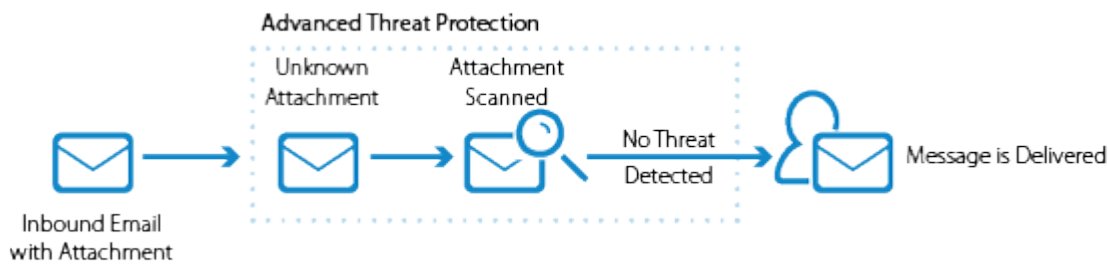 Advanced Threat Protection
Unknown
Attachment
Attachment
Scanned
No Threat
Detected
Message is Delivered
Inbound Email
with Attachment